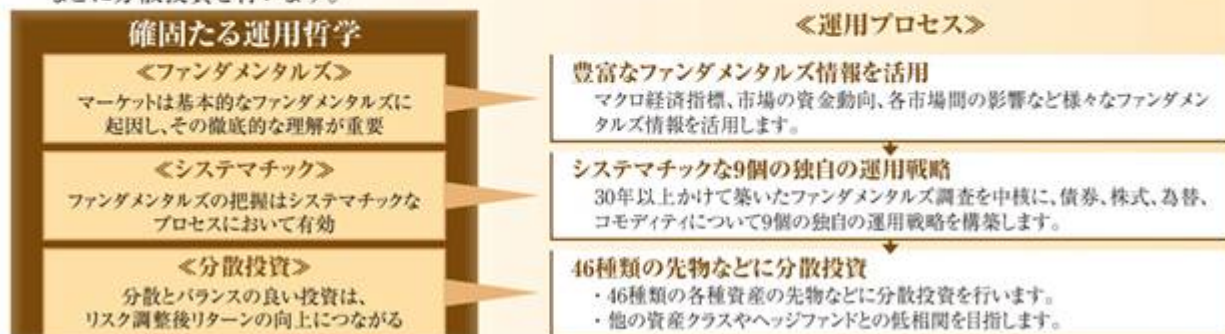 などに分散投資を行います。
確固たる運用哲学
≪ファンダメンタルズ≫
マーケットは基本的なファンダメンタルズに
起因し、その徹底的な理解が重要
≪システマチック≫
ファンダメンタルズの把握はシステマチックな
プロセスにおいて有効
≪分散投資≫
分散とバランスの良い投資は、
リスク調整後リターンの向上につながる
≪運用プロセス≫
豊富なファンダメンタルズ情報を活用
マクロ経済指標、市場の資金動向、各市場間の影響など様々なファンダメン
タルズ情報を活用します。
システマチックな9個の独自の運用戦略
30年以上かけて築いたファンダメンタルズ調査を中核に、債券、株式、為替、
コモディティについて9個の独自の運用戦略を構築します。
46種類の先物などに分散投資
・46種類の各種資産の先物などに分散投資を行います。
・他の資産クラスやヘッジファンドとの低相関を目指します。